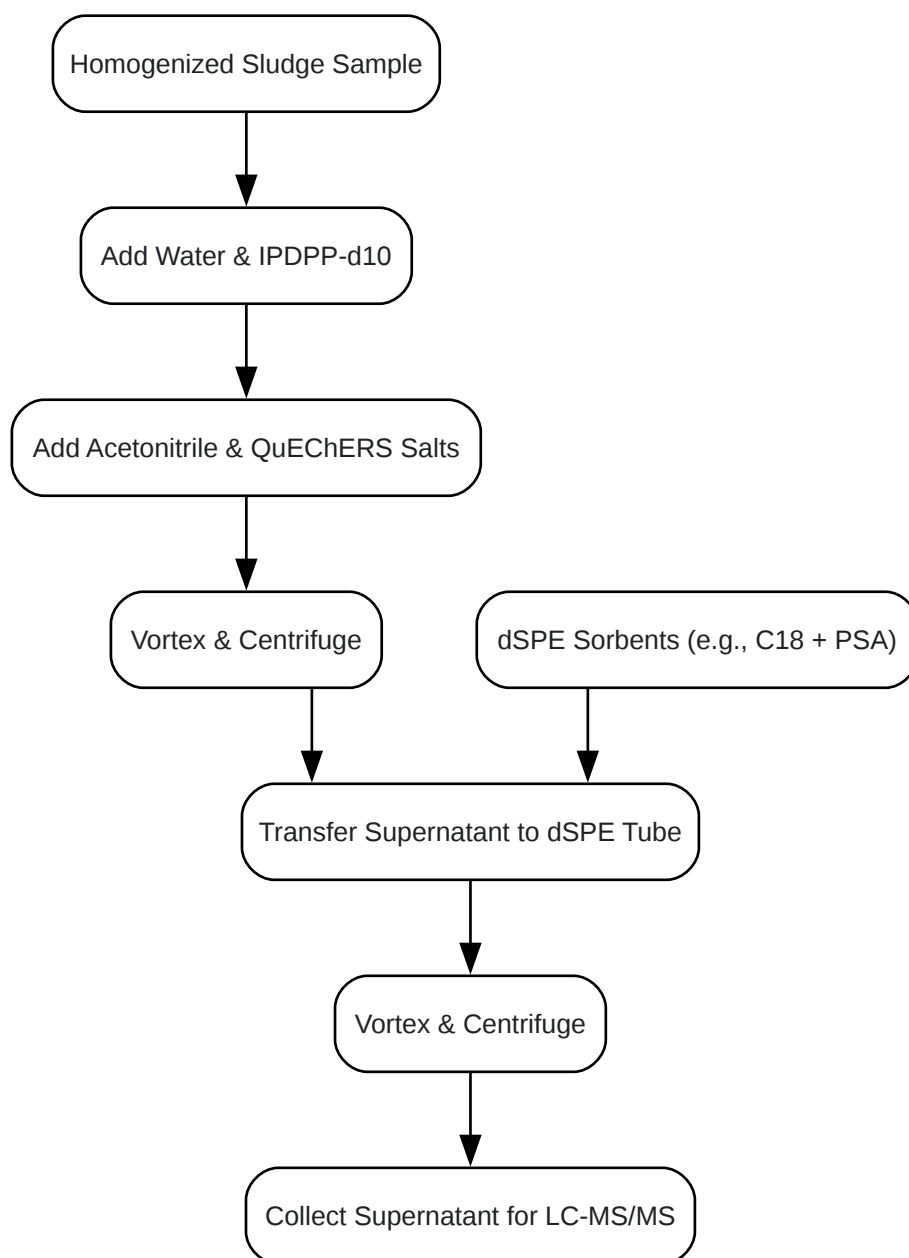 Homogenized Sludge Sample
Add Water & IPDPP-d10
Add Acetonitrile & QuEChERS Salts
Vortex & Centrifuge
dSPE Sorbents (e.g., C18 + PSA)
Transfer Supernatant to dSPE Tube
Vortex & Centrifuge
Collect Supernatant for LC-MS/MS